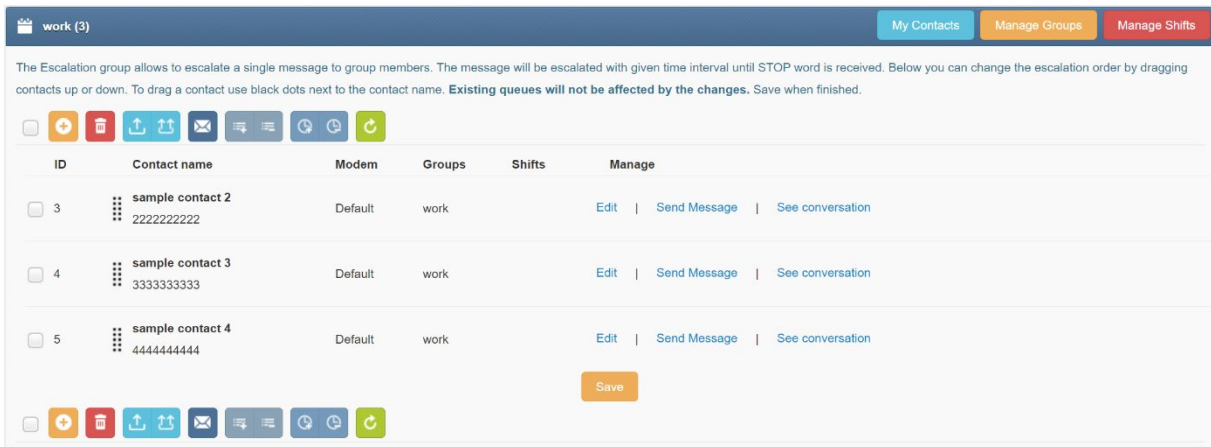 work (3)
My Contacts
Manage Groups
Manage Shifts
The Escalation group allows to escalate a single message to group members. The message will be escalated with given time interval until STOP word is received. Below you can change the escalation order by dragging
contacts up or down. To drag a contact use black dots next to the contact name. Existing queues will not be affected by the changes. Save when finished.
ID Contact name Modem Groups Shifts Manage
3 sample contact 2 Default work Edit | Send Message | See conversation
2222222222
4 sample contact 3 Default work Edit | Send Message | See conversation
3333333333
5 sample contact 4 Default work Edit | Send Message | See conversation
4444444444
Save